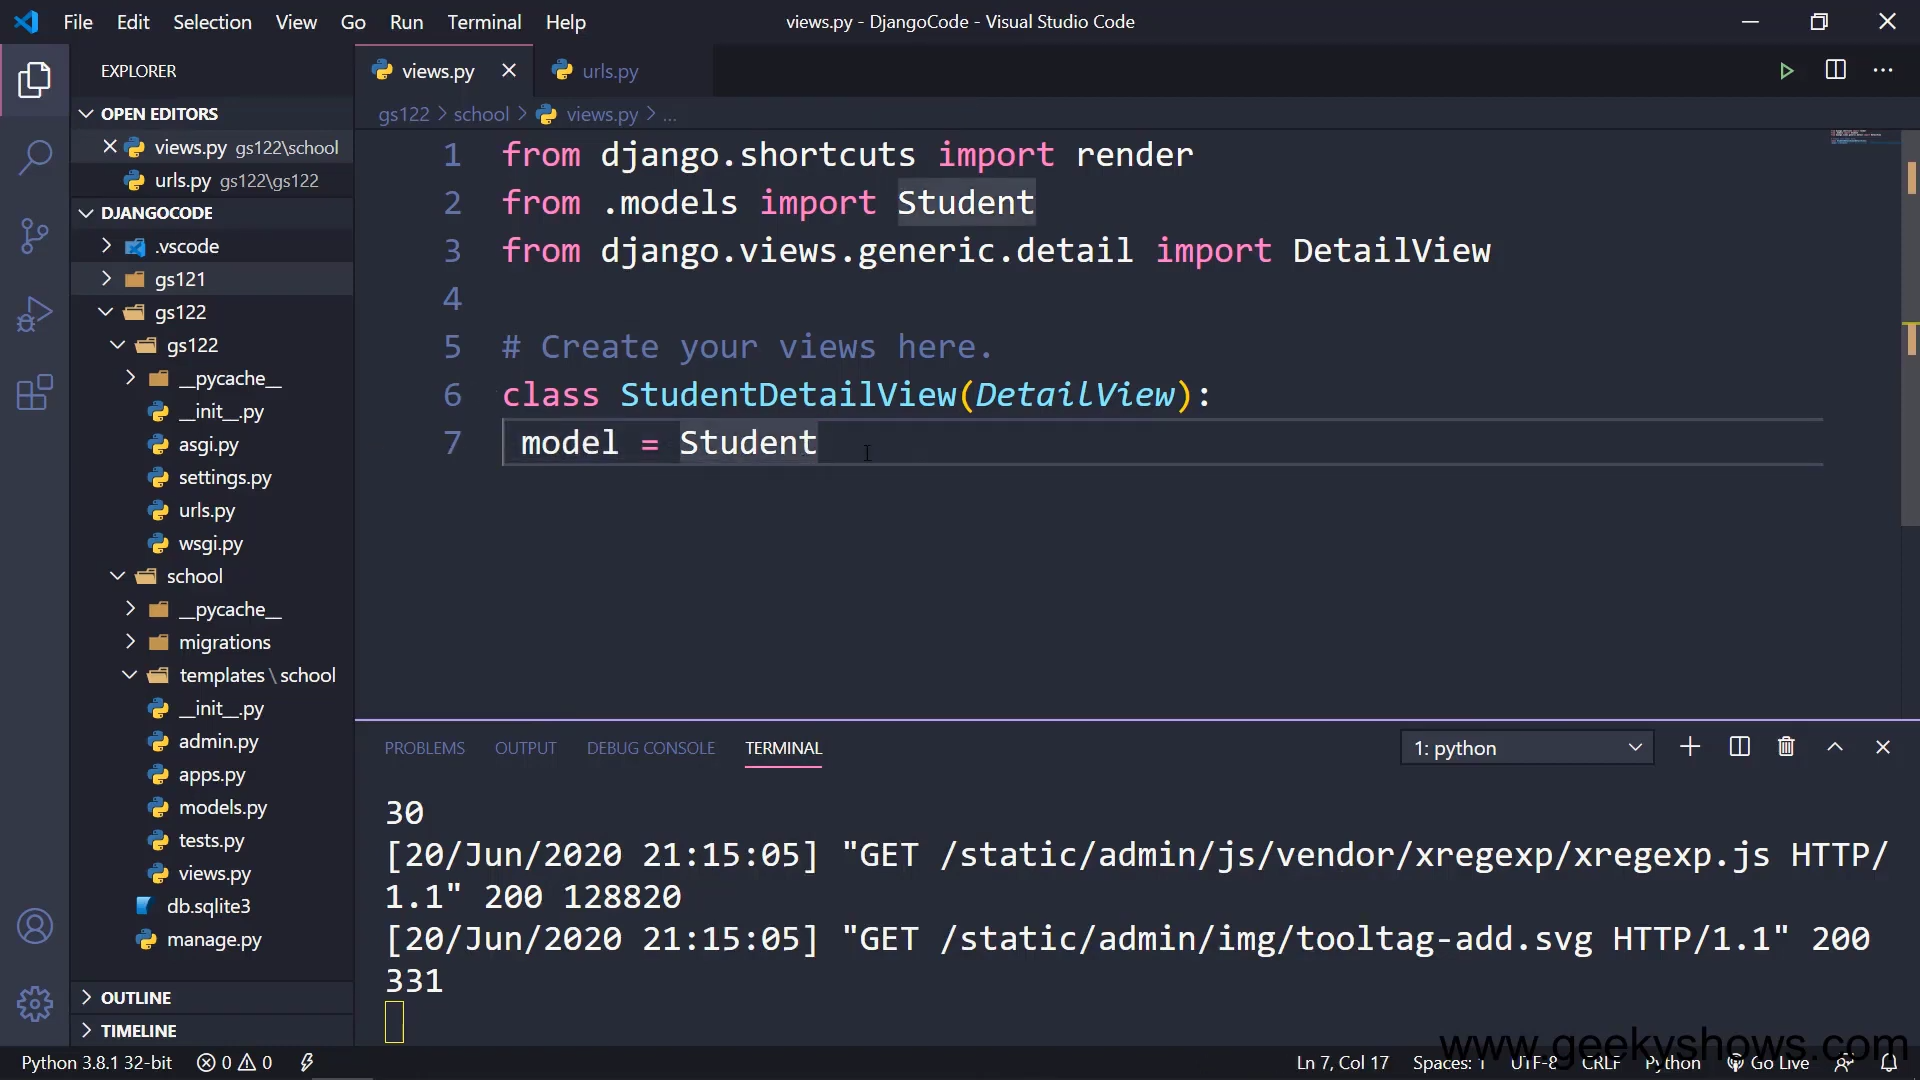 File Edit Selection View Go Run Terminal Help
views.py - DjangoCode - Visual Studio Code
EXPLORER
OPEN EDITORS
views.py gs122\school
urls.py gs122\gs122
DJANGOCODE
.vscode
gs121
gs122
gs122
__pycache__
__init__.py
asgi.py
settings.py
urls.py
wsgi.py
school
__pycache__
migrations
templates\school
__init__.py
admin.py
apps.py
models.py
tests.py
views.py
db.sqlite3
manage.py
OUTLINE
TIMELINE
views.py urls.py
gs122 > school > views.py > ...
1 from django.shortcuts import render
2 from .models import Student
3 from django.views.generic.detail import DetailView
4
5 # Create your views here.
6 class StudentDetailView(DetailView):
7 model = Student
PROBLEMS OUTPUT DEBUG CONSOLE TERMINAL
1: python
30
[20/Jun/2020 21:15:05] "GET /static/admin/js/vendor/xregexp/xregexp.js HTTP/
1.1" 200 128820
[20/Jun/2020 21:15:05] "GET /static/admin/img/tooltag-add.svg HTTP/1.1" 200
331
www.geekyshows.com
Python 3.8.1 32-bit 0 0 Ln 7, Col 17 Spaces: 1 UTF-8 CRLF Python Go Live